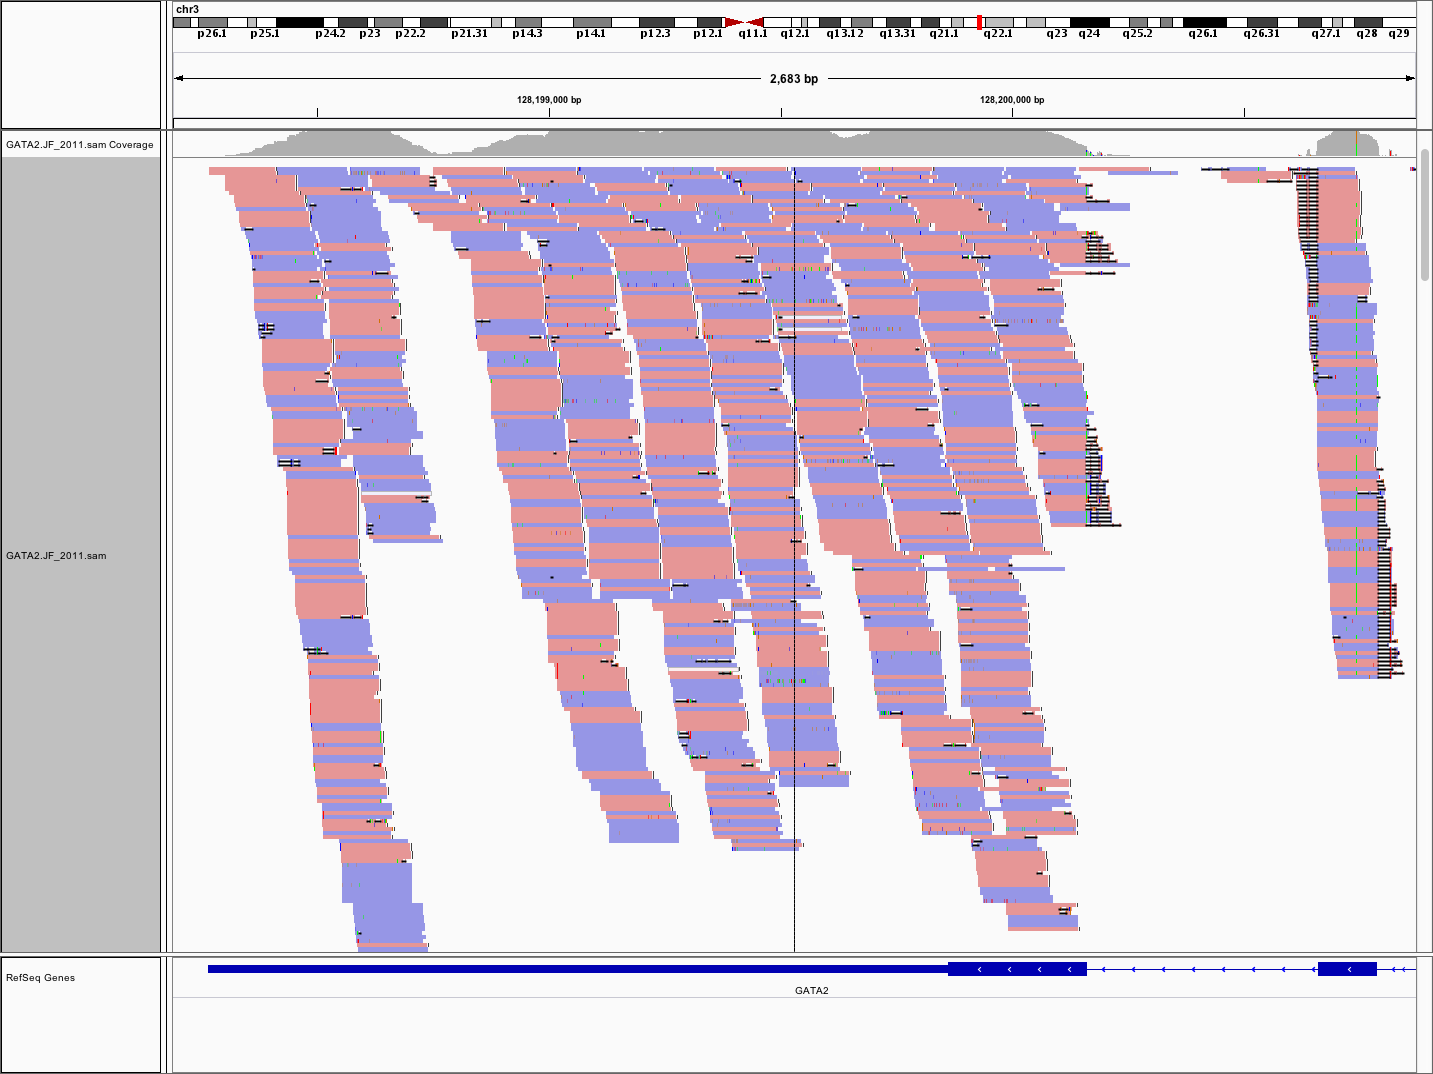 chr3
p26.1 p25.1 p24.2 p23 p22.2 p21.31 p14.3 p14.1 p12.3 p12.1 q11.1 q12.1 q13.12 q13.31 q21.1 q22.1 q23 q24 q25.2 q26.1 q26.31 q27.1 q28 q29
2,683 bp
128,199,000 bp 128,200,000 bp
GATA2.JF_2011.sam Coverage
GATA2.JF_2011.sam
RefSeq Genes
GATA2